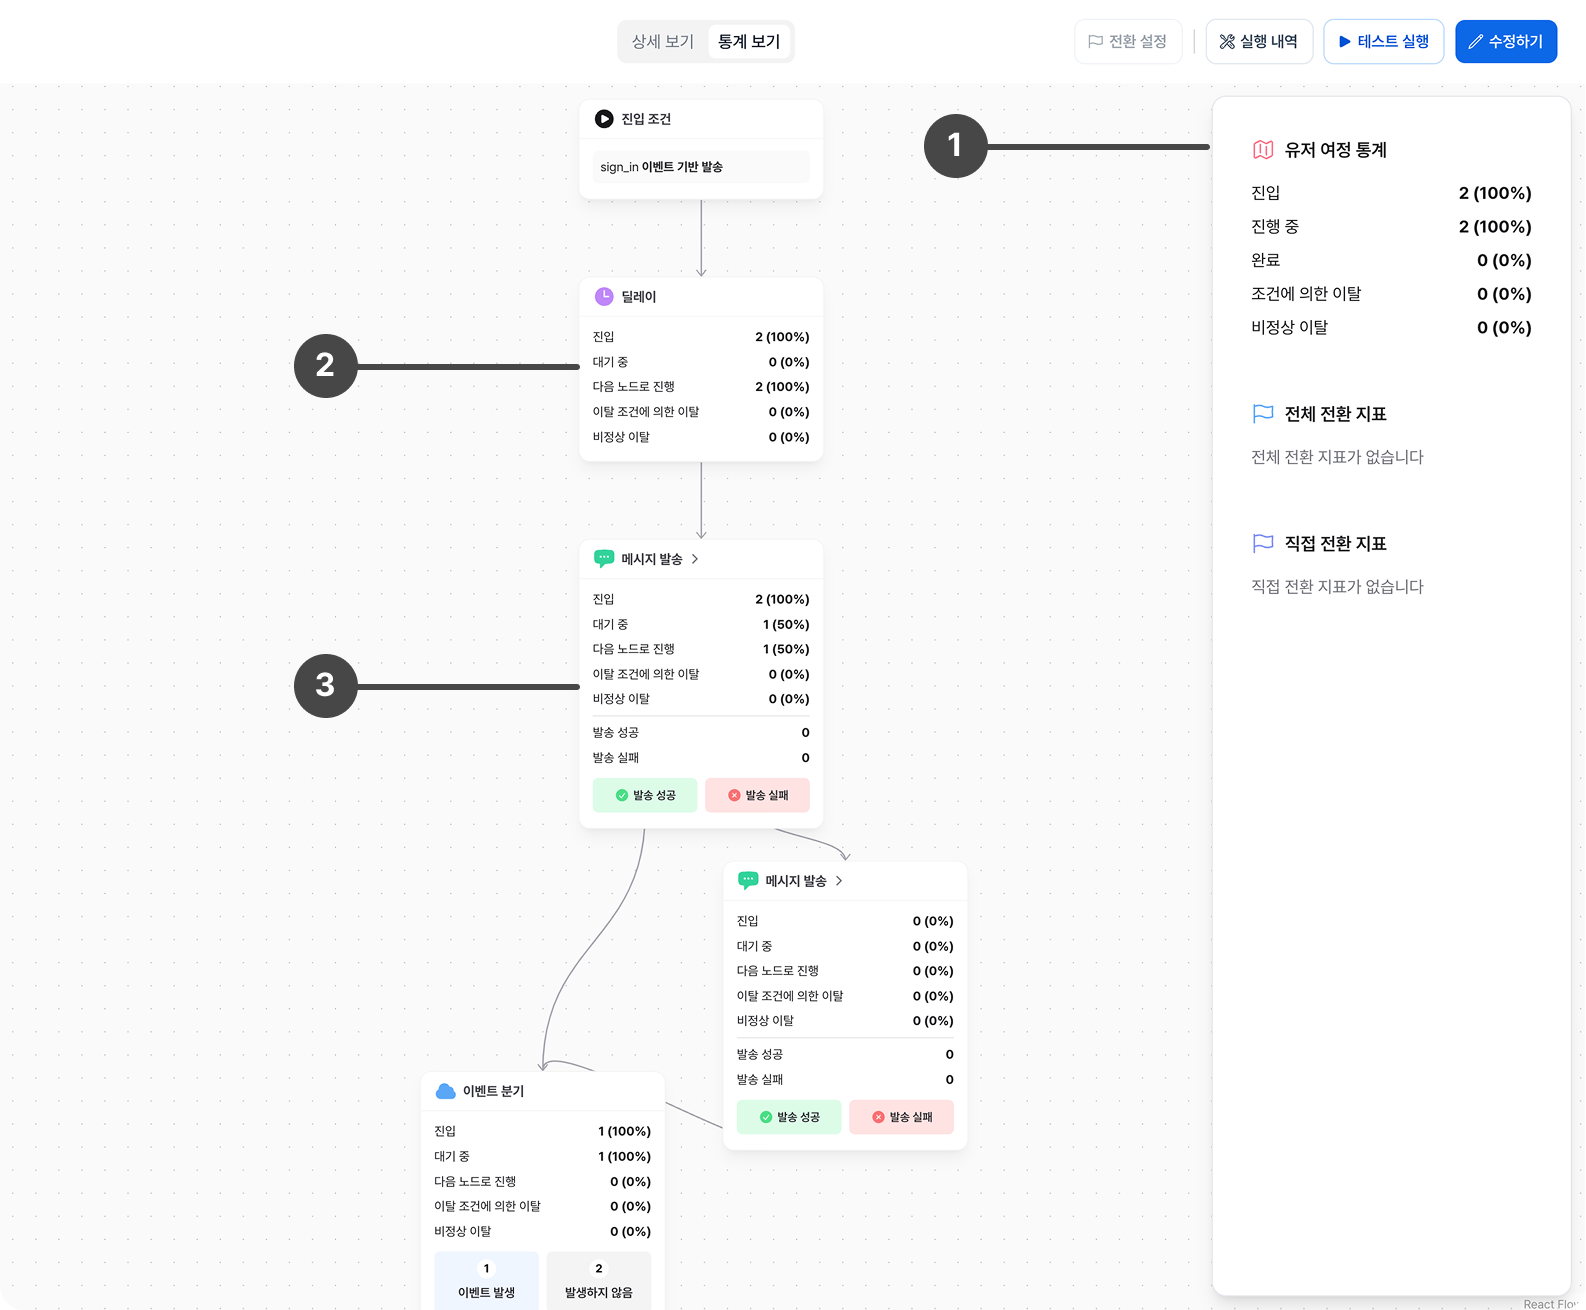 상세 보기
통계 보기
전환 설정
실행 내역
테스트 실행
수정하기
진입 조건
sign_in 이벤트 기반 발송
1
유저 여정 통계
진입 2 (100%)
진행 중 2 (100%)
완료 0 (0%)
조건에 의한 이탈 0 (0%)
비정상 이탈 0 (0%)
전체 전환 지표
전체 전환 지표가 없습니다
직접 전환 지표
직접 전환 지표가 없습니다
딜레이
2
진입 2 (100%)
대기 중 0 (0%)
다음 노드로 진행 2 (100%)
이탈 조건에 의한 이탈 0 (0%)
비정상 이탈 0 (0%)
메시지 발송
3
진입 2 (100%)
대기 중 1 (50%)
다음 노드로 진행 1 (50%)
이탈 조건에 의한 이탈 0 (0%)
비정상 이탈 0 (0%)
발송 성공 0
발송 실패 0
발송 성공
발송 실패
메시지 발송
진입 0 (0%)
대기 중 0 (0%)
다음 노드로 진행 0 (0%)
이탈 조건에 의한 이탈 0 (0%)
비정상 이탈 0 (0%)
발송 성공 0
발송 실패 0
발송 성공
발송 실패
이벤트 분기
진입 1 (100%)
대기 중 1 (100%)
다음 노드로 진행 0 (0%)
이탈 조건에 의한 이탈 0 (0%)
비정상 이탈 0 (0%)
1
이벤트 발생
2
발생하지 않음
React Flo